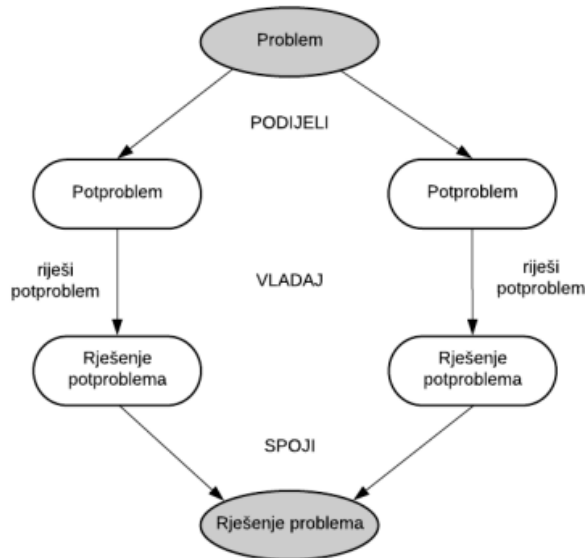 Problem
PODIJELI
Potproblem
Potproblem
riješi
potproblem
VLADAJ
riješi
potproblem
Rješenje
potproblema
Rješenje
potproblema
SPOJI
Rješenje problema